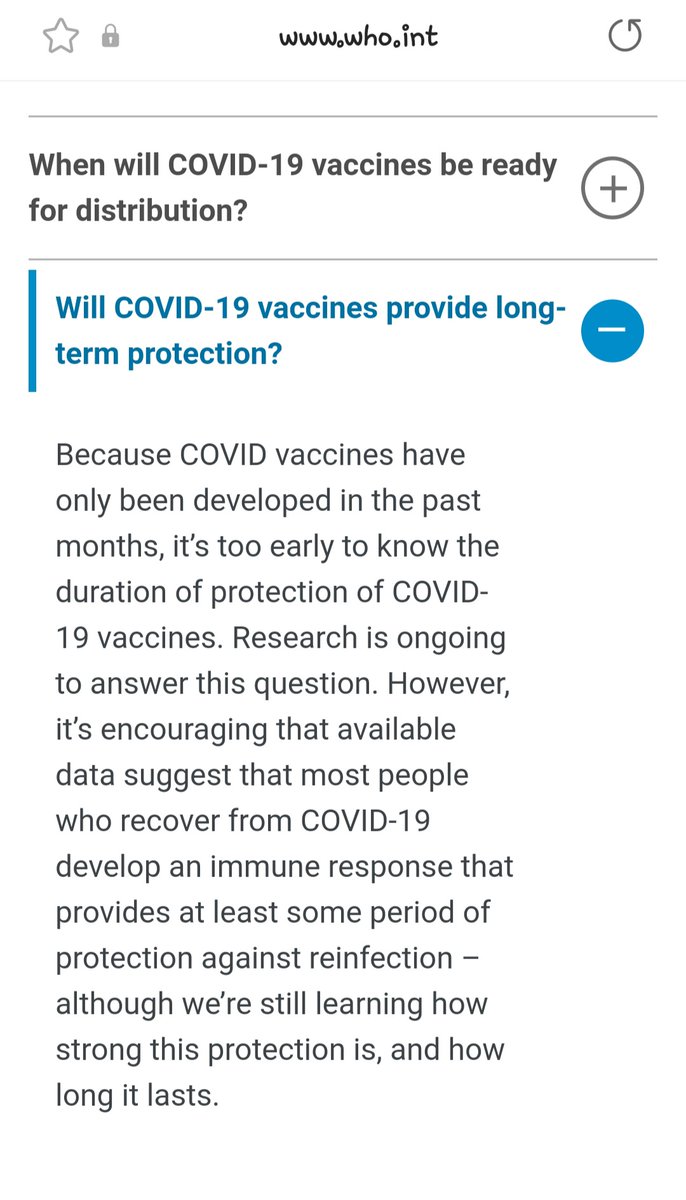 www.who.int
When will COVID-19 vaccines be ready
for distribution?
Will COVID-19 vaccines provide long-
term protection?
Because COVID vaccines have
only been developed in the past
months, it’s too early to know the
duration of protection of COVID-
19 vaccines. Research is ongoing
to answer this question. However,
it’s encouraging that available
data suggest that most people
who recover from COVID-19
develop an immune response that
provides at least some period of
protection against reinfection –
although we’re still learning how
strong this protection is, and how
long it lasts.